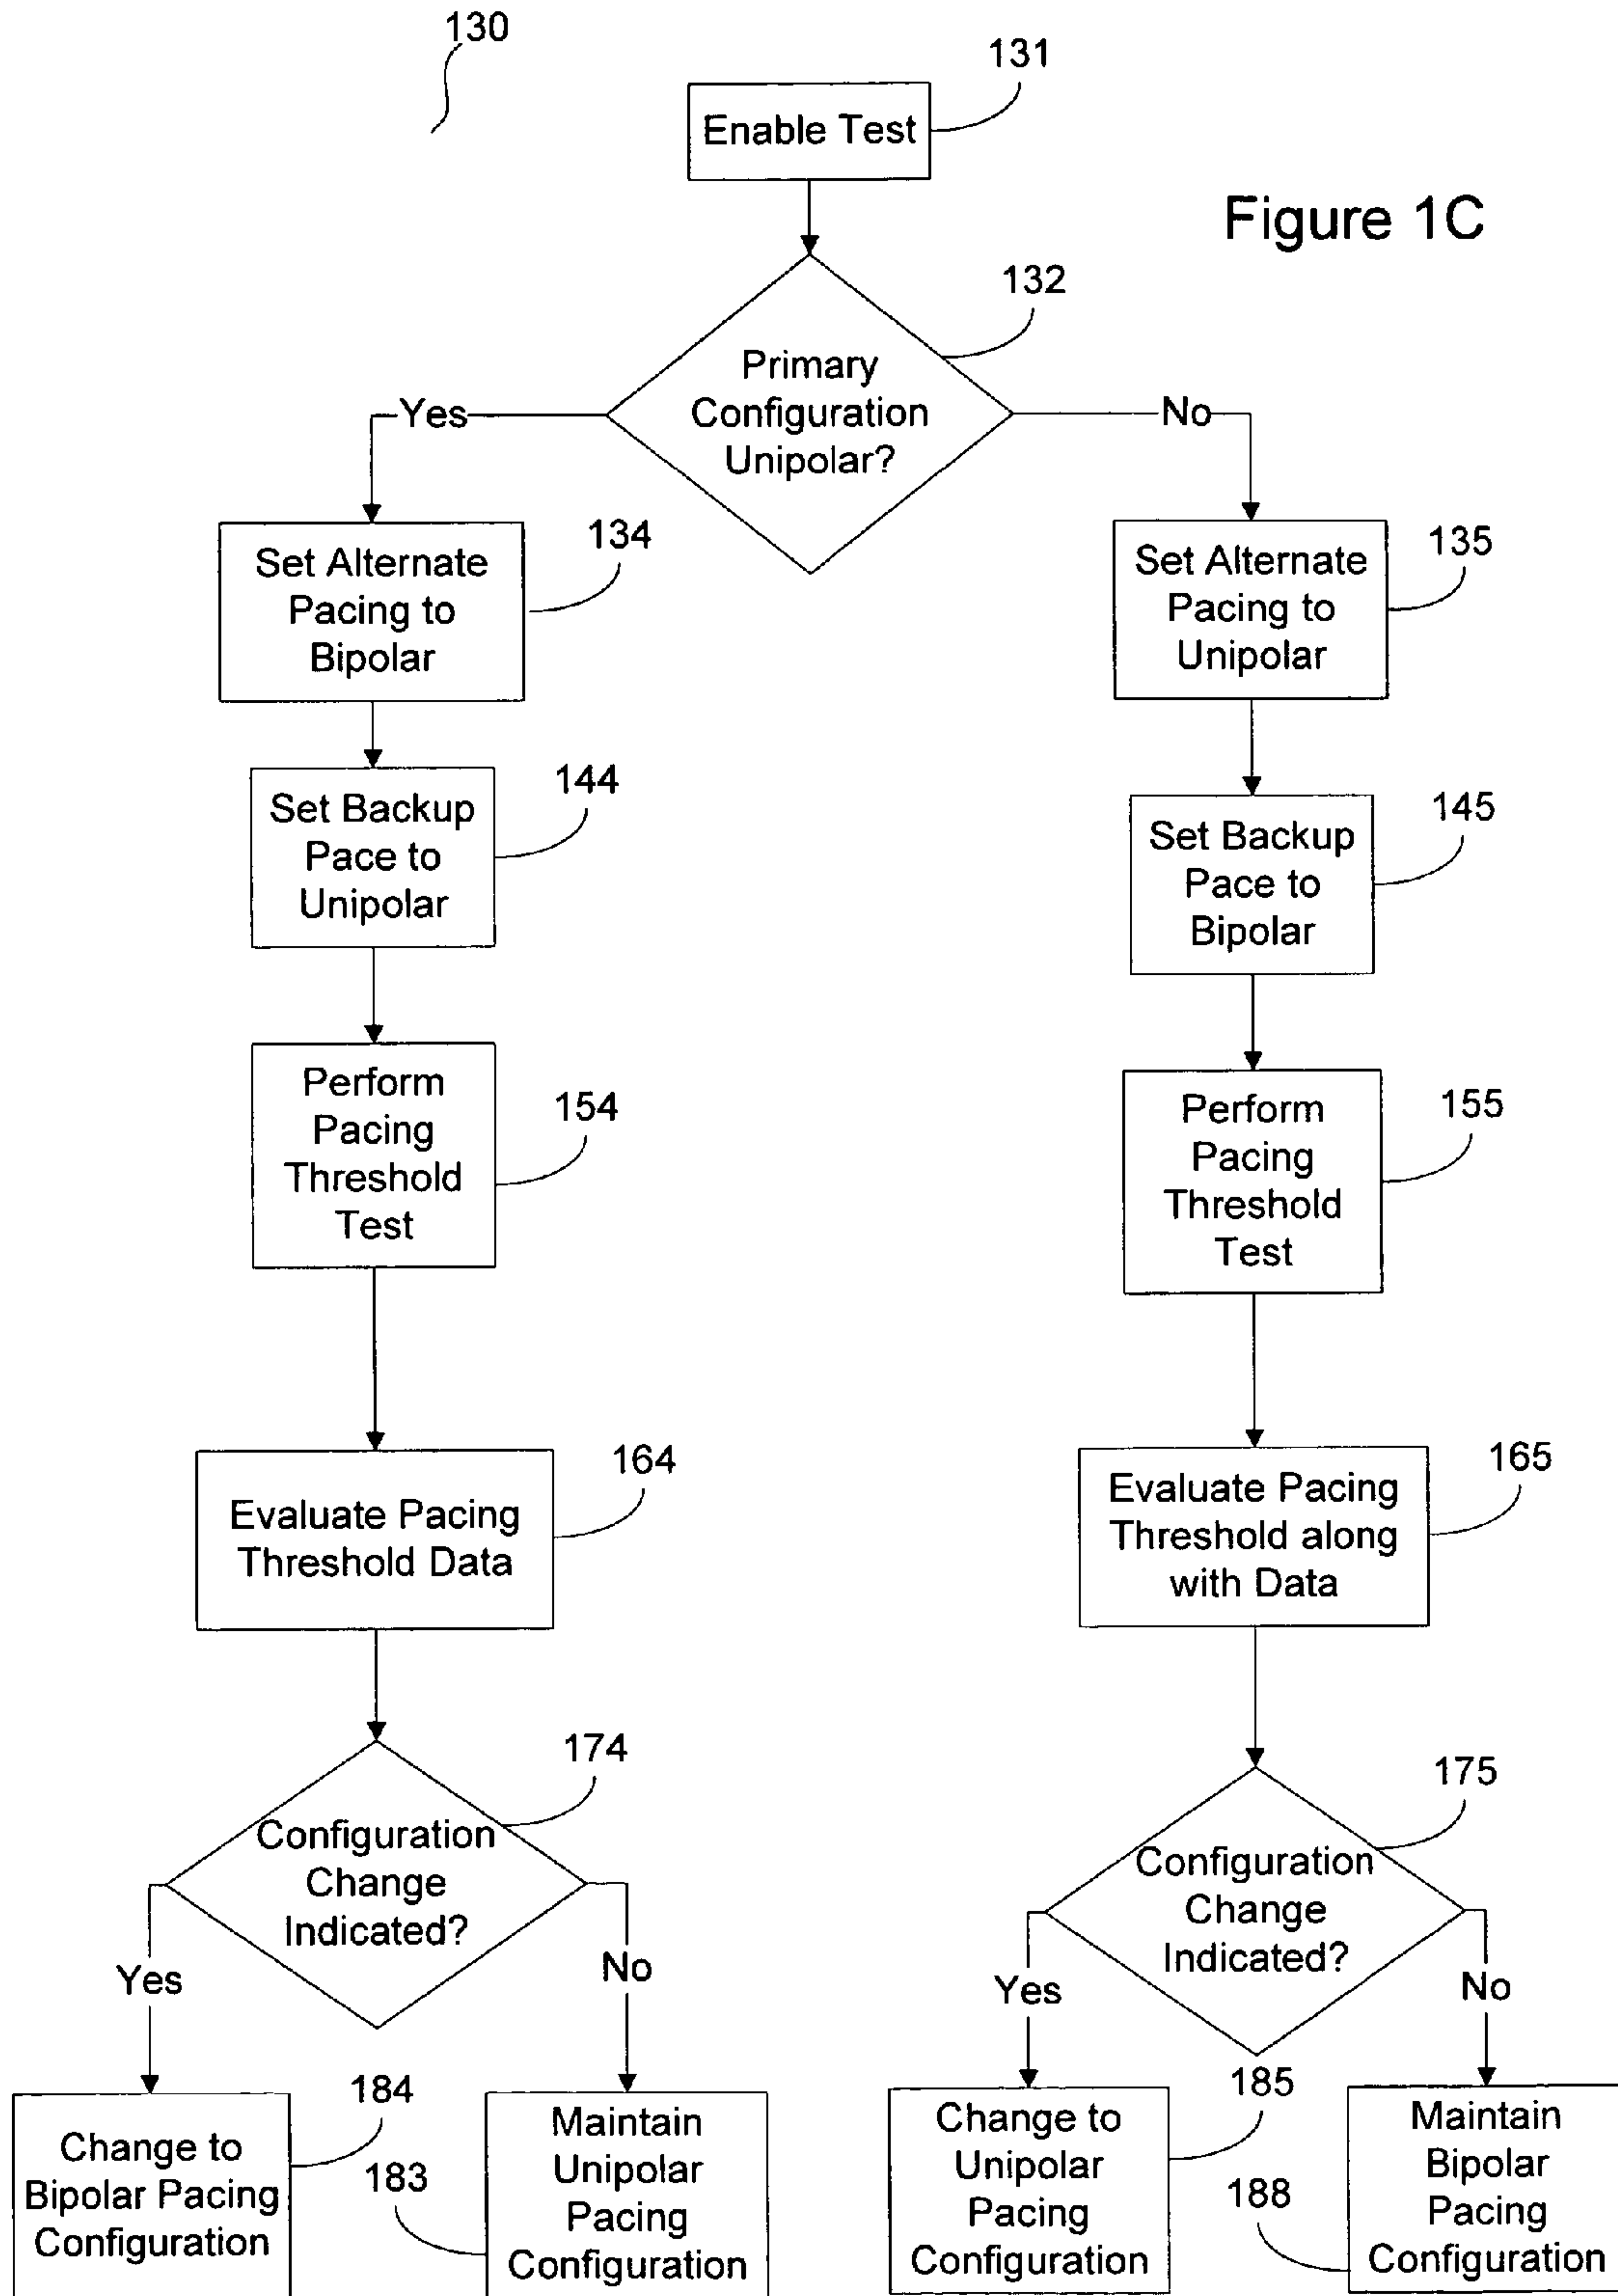 130
131
Enable Test
Figure 1C
132
Primary
Configuration
Unipolar?
Yes
No
134
Set Alternate
Pacing to
Bipolar
135
Set Alternate
Pacing to
Unipolar
144
Set Backup
Pace to
Unipolar
145
Set Backup
Pace to
Bipolar
154
Perform
Pacing
Threshold
Test
155
Perform
Pacing
Threshold
Test
164
Evaluate Pacing
Threshold Data
165
Evaluate Pacing
Threshold along
with Data
174
Configuration
Change
Indicated?
175
Configuration
Change
Indicated?
Yes
No
Yes
No
184
Change to
Bipolar Pacing
Configuration
183
Maintain
Unipolar
Pacing
Configuration
185
Change to
Unipolar
Pacing
Configuration
188
Maintain
Bipolar
Pacing
Configuration